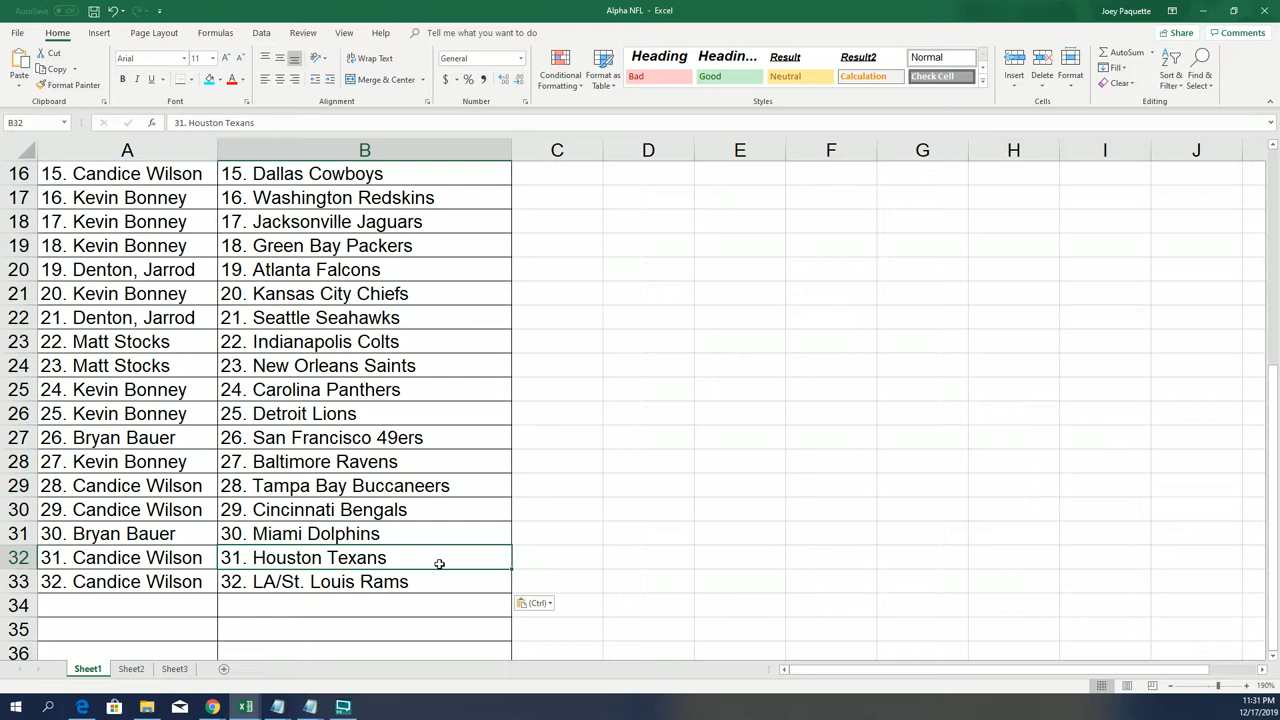 AutoSave Off
Alpha NFL - Excel
Joey Paquette
File Home Insert Page Layout Formulas Data Review View Help Tell me what you want to do
Share Comments
Paste
Cut
Copy
Format Painter
Clipboard
Arial 11
B I U
Font
Wrap Text
Merge & Center
Alignment
General
$ % 9
Number
Conditional Formatting
Format as Table
Heading Headin... Result Result2 Normal
Bad Good Neutral Calculation Check Cell
Styles
Insert Delete Format
Cells
AutoSum
Fill
Clear
Sort & Filter
Find & Select
Editing
B32 fx 31. Houston Texans
A B C D E F G H I J
16 15. Candice Wilson 15. Dallas Cowboys
17 16. Kevin Bonney 16. Washington Redskins
18 17. Kevin Bonney 17. Jacksonville Jaguars
19 18. Kevin Bonney 18. Green Bay Packers
20 19. Denton, Jarrod 19. Atlanta Falcons
21 20. Kevin Bonney 20. Kansas City Chiefs
22 21. Denton, Jarrod 21. Seattle Seahawks
23 22. Matt Stocks 22. Indianapolis Colts
24 23. Matt Stocks 23. New Orleans Saints
25 24. Kevin Bonney 24. Carolina Panthers
26 25. Kevin Bonney 25. Detroit Lions
27 26. Bryan Bauer 26. San Francisco 49ers
28 27. Kevin Bonney 27. Baltimore Ravens
29 28. Candice Wilson 28. Tampa Bay Buccaneers
30 29. Candice Wilson 29. Cincinnati Bengals
31 30. Bryan Bauer 30. Miami Dolphins
32 31. Candice Wilson 31. Houston Texans
33 32. Candice Wilson 32. LA/St. Louis Rams
34 (Ctrl)
35
36
Sheet1 Sheet2 Sheet3
190%
11:31 PM
12/17/2019